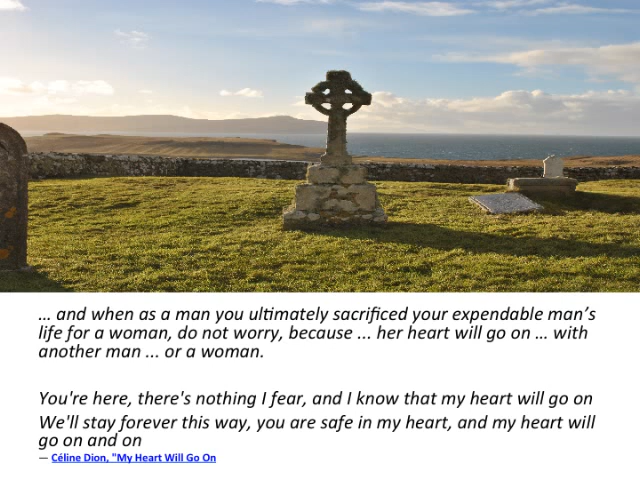 … and when as a man you ultimately sacrificed your expendable man’s
life for a woman, do not worry, because ... her heart will go on … with
another man ... or a woman.
You're here, there's nothing I fear, and I know that my heart will go on
We'll stay forever this way, you are safe in my heart, and my heart will
go on and on
— Céline Dion, "My Heart Will Go On